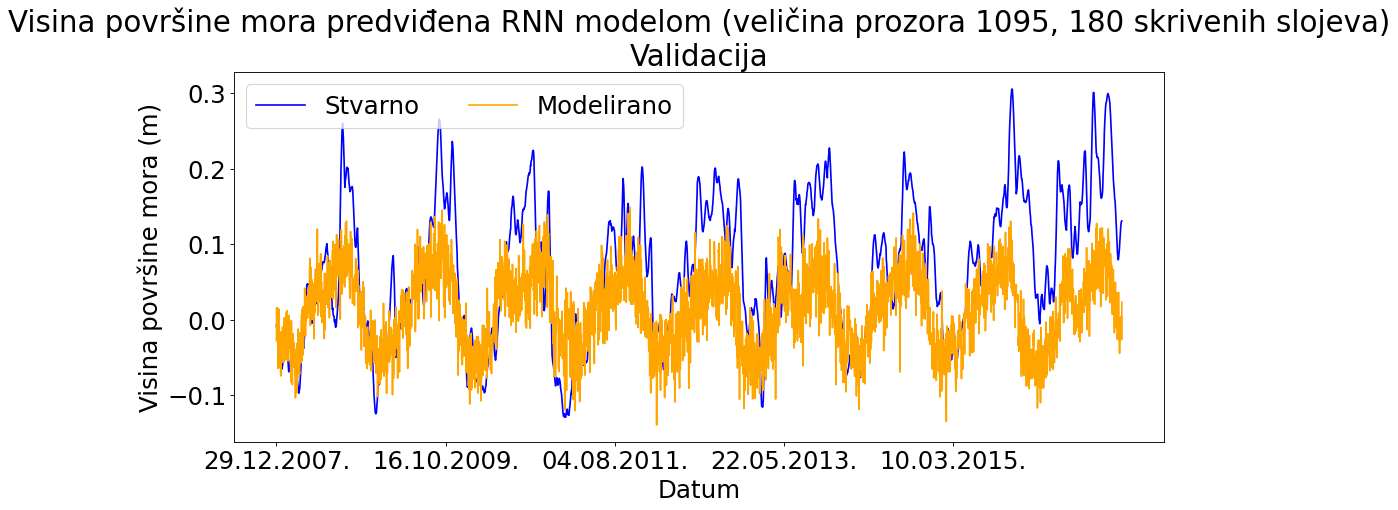 Visina površine mora predviđena RNN modelom (veličina prozora 1095, 180 skrivenih slojeva)
Validacija
Stvarno
Modelirano
Visina površine mora (m)
0.3
0.2
0.1
0.0
−0.1
29.12.2007.
16.10.2009.
04.08.2011.
22.05.2013.
10.03.2015.
Datum